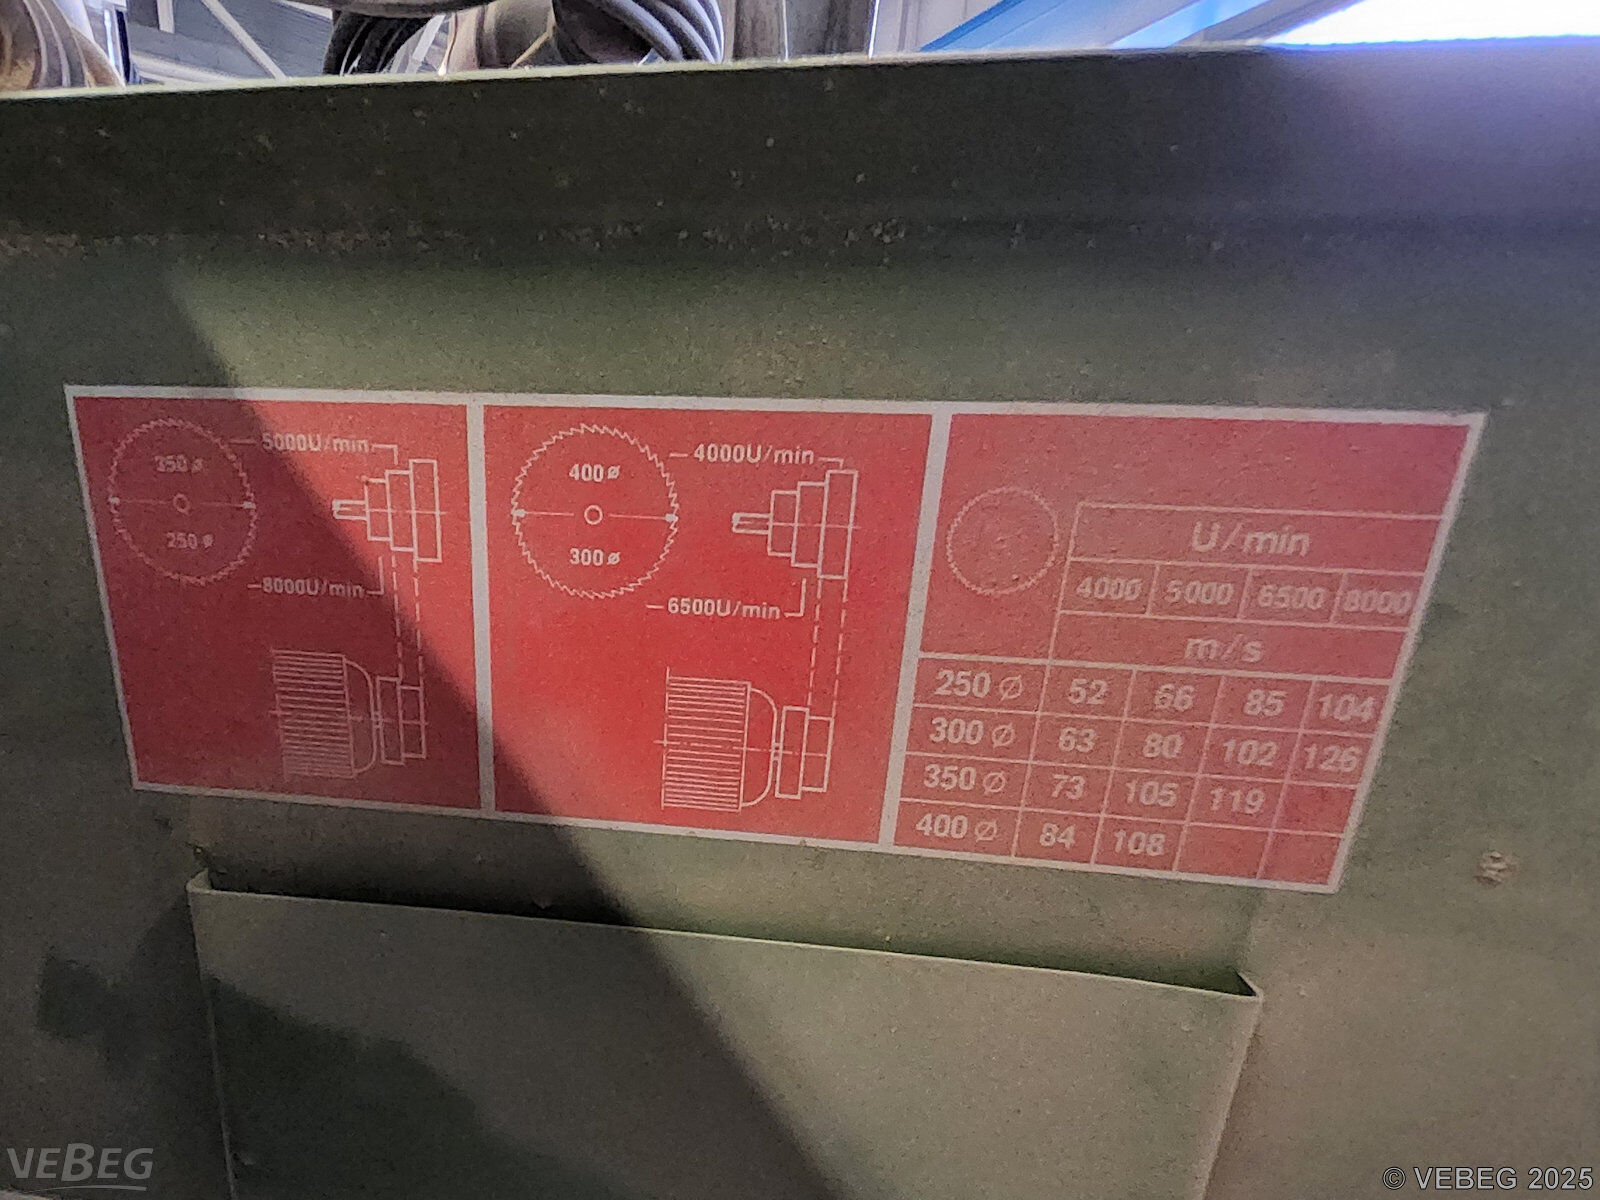 350 ø
250 ø
5000U/min
8000U/min
400 ø
300 ø
4000U/min
6500U/min
U/min
4000 5000 6500 8000
m/s
250 Ø 52 66 85 104
300 Ø 63 80 102 126
350 Ø 73 105 119
400 Ø 84 108
VEBEG
© VEBEG 2025